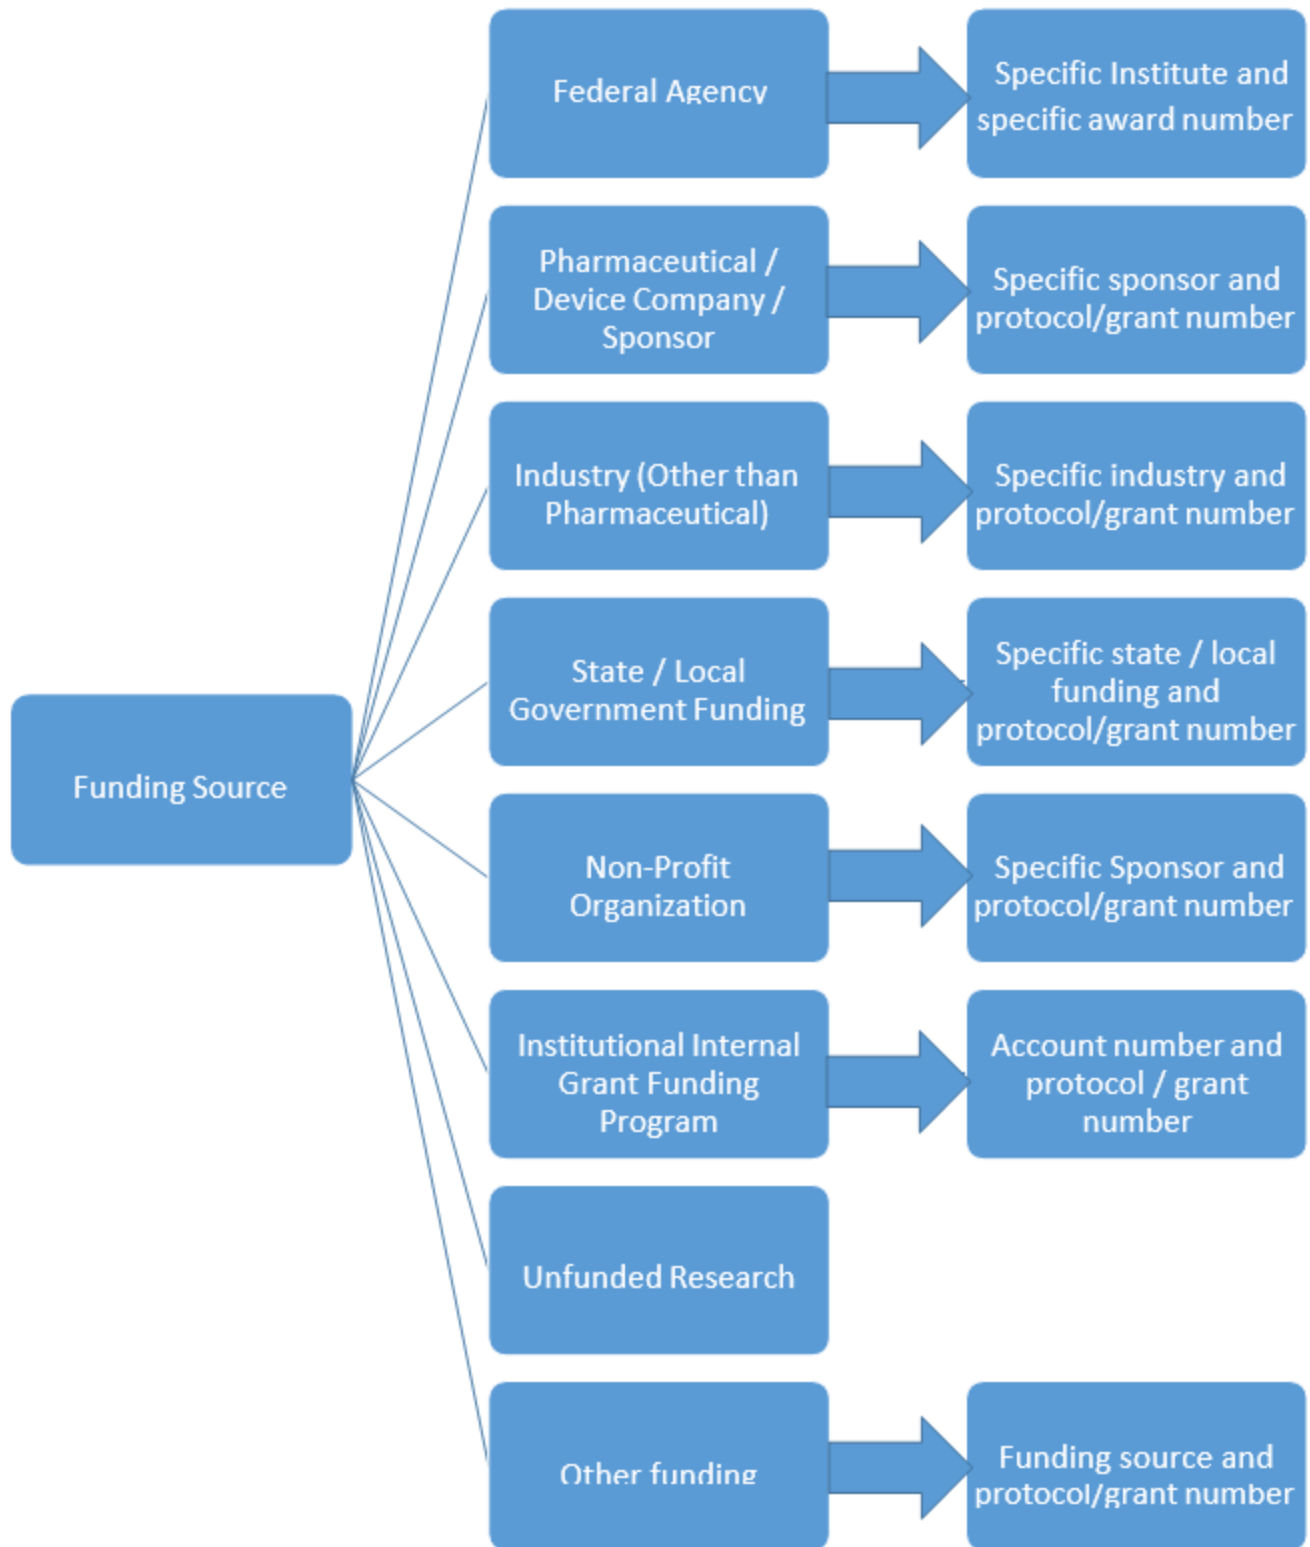 Funding Source
Federal Agency
Specific Institute and
specific award number
Pharmaceutical /
Device Company /
Sponsor
Specific sponsor and
protocol/grant number
Industry (Other than
Pharmaceutical)
Specific industry and
protocol/grant number
State / Local
Government Funding
Specific state / local
funding and
protocol/grant number
Non-Profit
Organization
Specific Sponsor and
protocol/grant number
Institutional Internal
Grant Funding
Program
Account number and
protocol / grant
number
Unfunded Research
Other funding
Funding source and
protocol/grant number